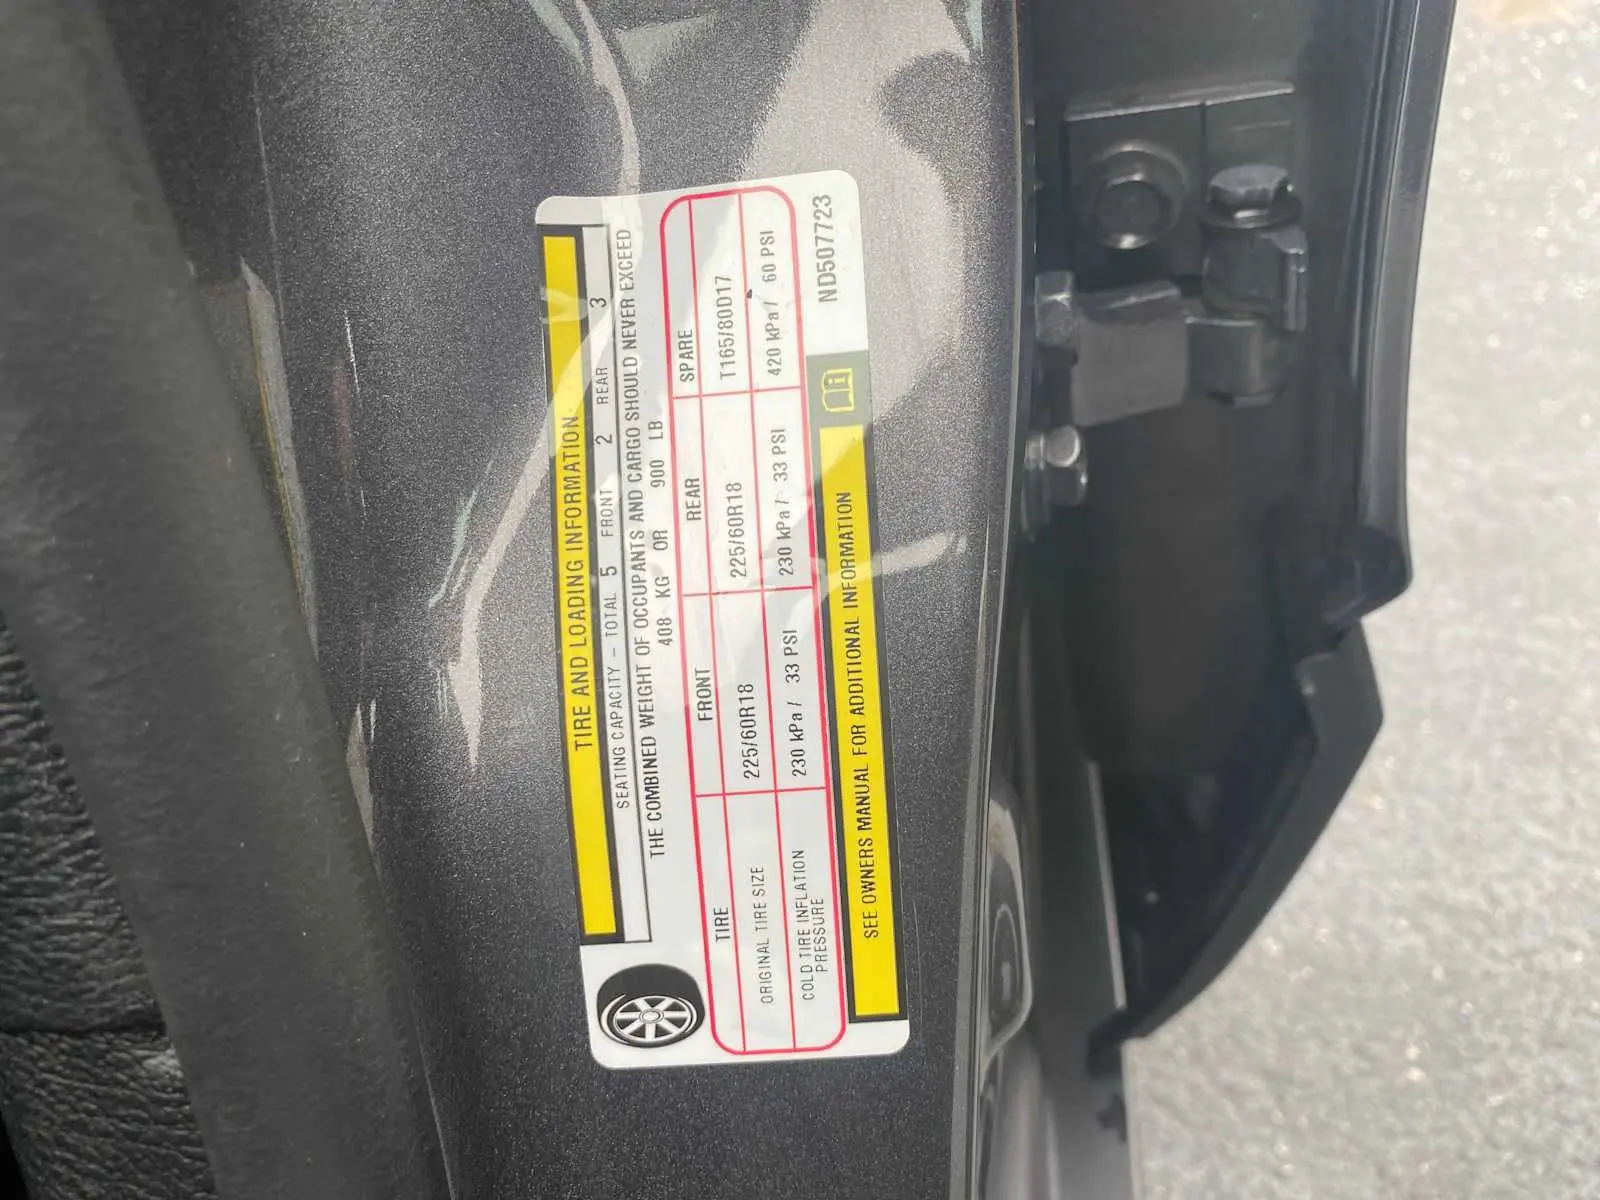 TIRE AND LOADING INFORMATION
SEATING CAPACITY - TOTAL 5 FRONT 2 REAR 3
THE COMBINED WEIGHT OF OCCUPANTS AND CARGO SHOULD NEVER EXCEED
408 KG OR 900 LB
TIRE FRONT REAR SPARE
ORIGINAL TIRE SIZE 225/60R18 225/60R18 T165/80D17
COLD TIRE INFLATION
PRESSURE 230 kPa / 33 PSI 230 kPa / 33 PSI 420 kPa / 60 PSI
SEE OWNERS MANUAL FOR ADDITIONAL INFORMATION
ND507723